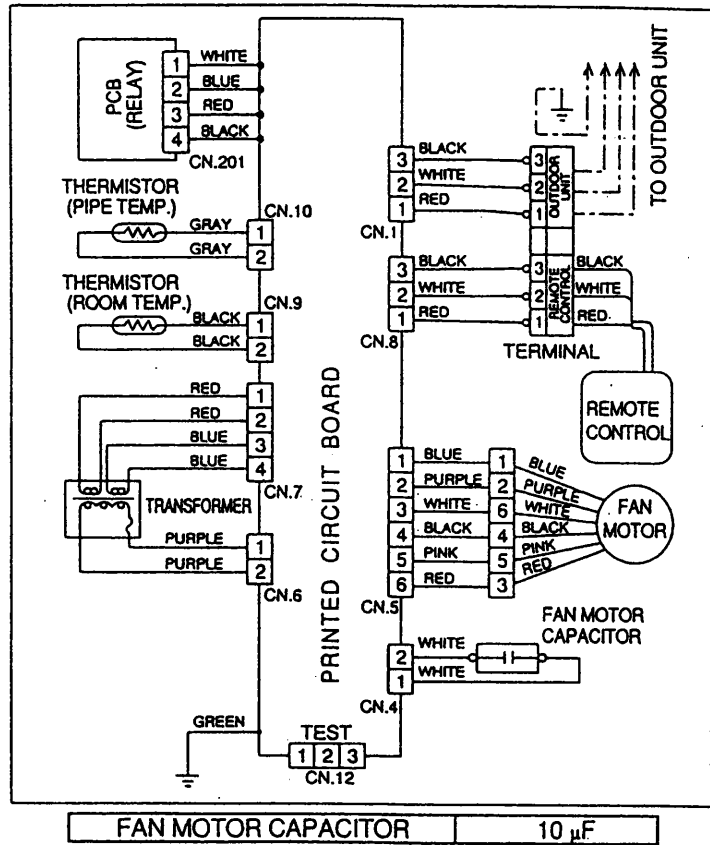 PCB
(RELAY)
1 WHITE
2 BLUE
3 RED
4 BLACK
CN.201
THERMISTOR
(PIPE TEMP.)
CN.10
GRAY 1
GRAY 2
THERMISTOR
(ROOM TEMP.)
CN.9
BLACK 1
BLACK 2
RED 1
RED 2
BLUE 3
BLUE 4
CN.7
TRANSFORMER
PURPLE 1
PURPLE 2
CN.6
GREEN
PRINTED CIRCUIT BOARD
TEST
1 2 3
CN.12
TO OUTDOOR UNIT
3 BLACK 3
2 WHITE 2
1 RED 1
CN.1
OUTDOOR
UNIT
3 BLACK 3 BLACK
2 WHITE 2 WHITE
1 RED 1 RED
CN.8
REMOTE
CONTROL
TERMINAL
REMOTE
CONTROL
1 BLUE 1 BLUE
2 PURPLE 2 PURPLE
3 WHITE 6 WHITE
4 BLACK 4 BLACK
5 PINK 5 PINK
6 RED 3 RED
CN.5
FAN
MOTOR
FAN MOTOR
CAPACITOR
2 WHITE
1 WHITE
CN.4
FAN MOTOR CAPACITOR 10 µF